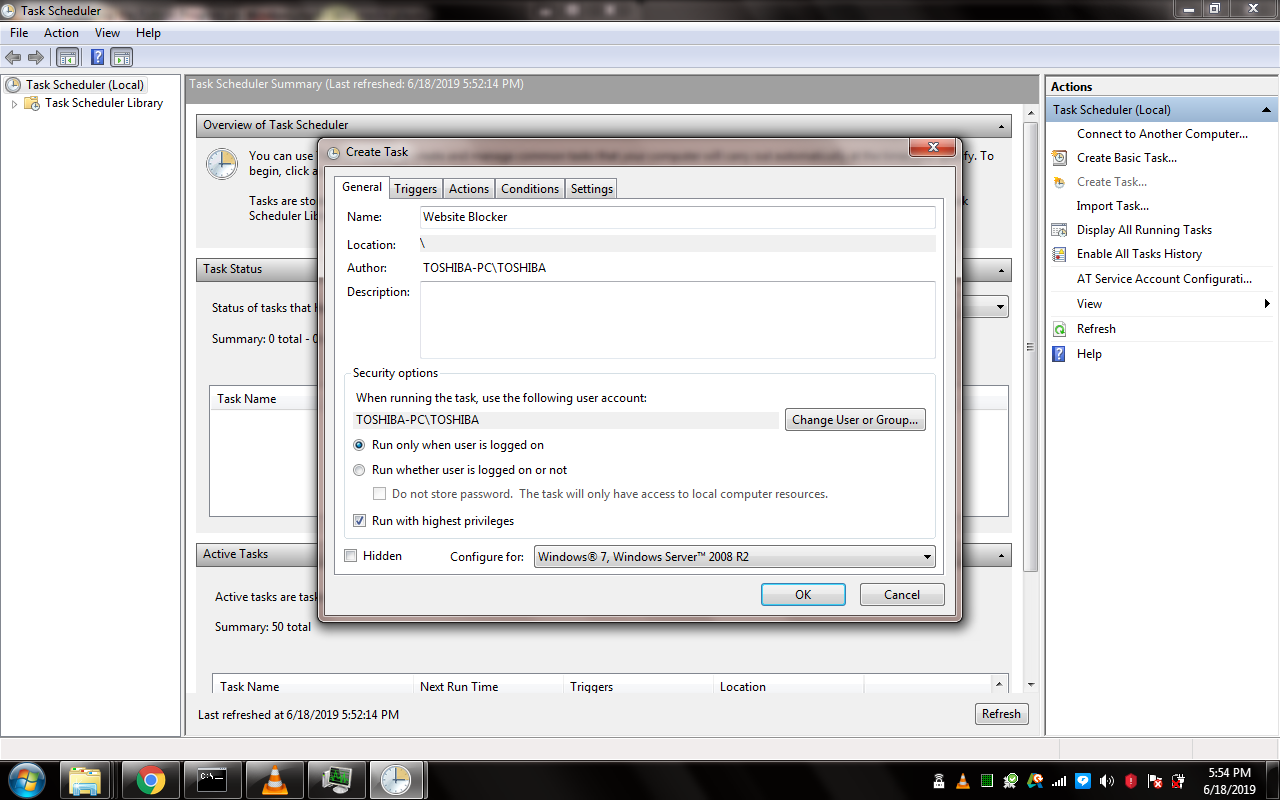 Task Scheduler
File Action View Help
Task Scheduler (Local)
Task Scheduler Library
Task Scheduler Summary (Last refreshed: 6/18/2019 5:52:14 PM)
Overview of Task Scheduler
You can use
fy. To
begin, click a
Tasks are sto
k
Scheduler Lib
Task Status
Status of tasks that
Summary: 0 total - 0
Task Name
Active Tasks
Active tasks are task
Summary: 50 total
Task Name Next Run Time Triggers Location
Last refreshed at 6/18/2019 5:52:14 PM
Refresh
Create Task
General Triggers Actions Conditions Settings
Name: Website Blocker
Location: \
Author: TOSHIBA-PC\TOSHIBA
Description:
Security options
When running the task, use the following user account:
TOSHIBA-PC\TOSHIBA
Change User or Group...
Run only when user is logged on
Run whether user is logged on or not
Do not store password. The task will only have access to local computer resources.
Run with highest privileges
Hidden
Configure for: Windows® 7, Windows Server™ 2008 R2
OK Cancel
Actions
Task Scheduler (Local)
Connect to Another Computer...
Create Basic Task...
Create Task...
Import Task...
Display All Running Tasks
Enable All Tasks History
AT Service Account Configurati...
View
Refresh
Help
C:\
5:54 PM
6/18/2019